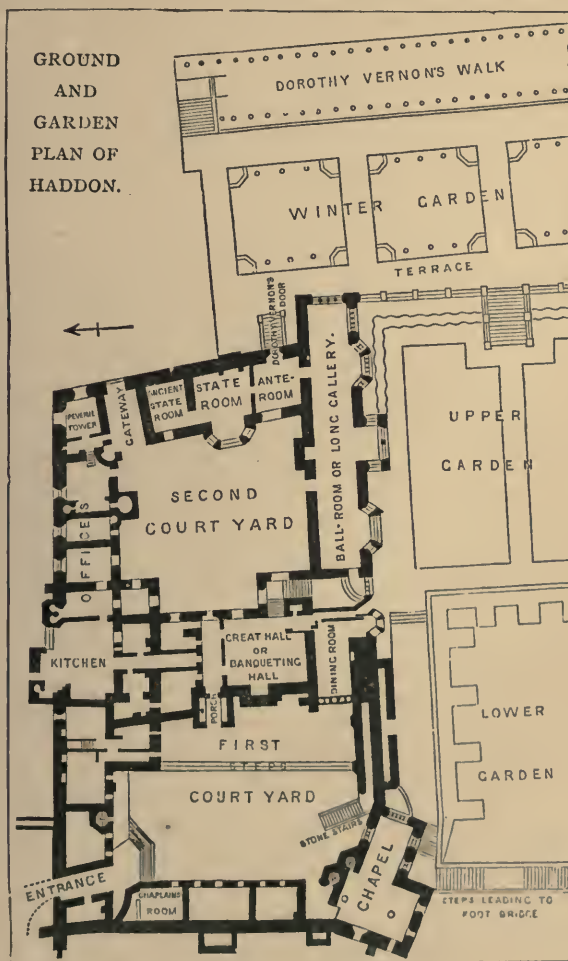 GROUND
AND
GARDEN
PLAN OF
HADDON.
DOROTHY VERNON'S WALK
WINTER GARDEN
TERRACE
DOROTHY VERNON'S
DOOR
PEVERIL
TOWER
GATEWAY
ANCIENT
STATE
ROOM
STATE
ROOM
ANTE-
ROOM
BALL-ROOM OR LONG GALLERY.
UPPER
GARDEN
SECOND
COURT YARD
OFFICES
KITCHEN
GREAT HALL
OR
BANQUETING
HALL
DINING ROOM
PORCH
FIRST
STEPS
COURT YARD
LOWER
GARDEN
STONE STAIRS
ENTRANCE
CHAPLAINS
ROOM
CHAPEL
STEPS LEADING TO
FOOT BRIDGE